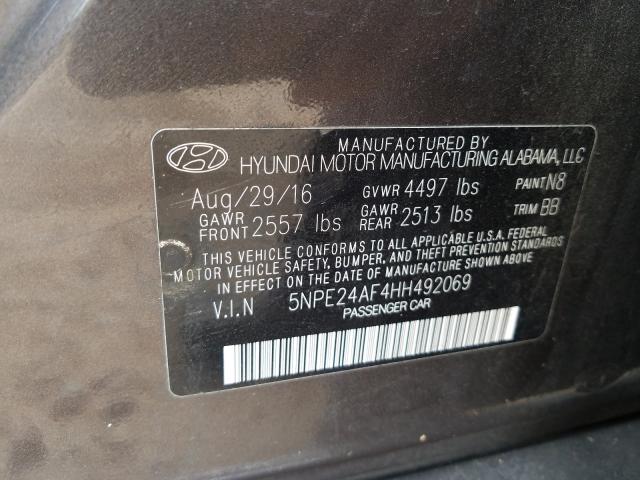 MANUFACTURED BY
HYUNDAI MOTOR MANUFACTURING ALABAMA, LLC
Aug/29/16 GVWR 4497 lbs PAINT N8
GAWR FRONT 2557 lbs GAWR REAR 2513 lbs TRIM BB
THIS VEHICLE CONFORMS TO ALL APPLICABLE U.S.A. FEDERAL
MOTOR VEHICLE SAFETY AND THEFT PREVENTION STANDARDS
IN EFFECT ON THE DATE OF MANUFACTURE SHOWN ABOVE.
V.I.N 5NPE24AF4HH492069
PASSENGER CAR